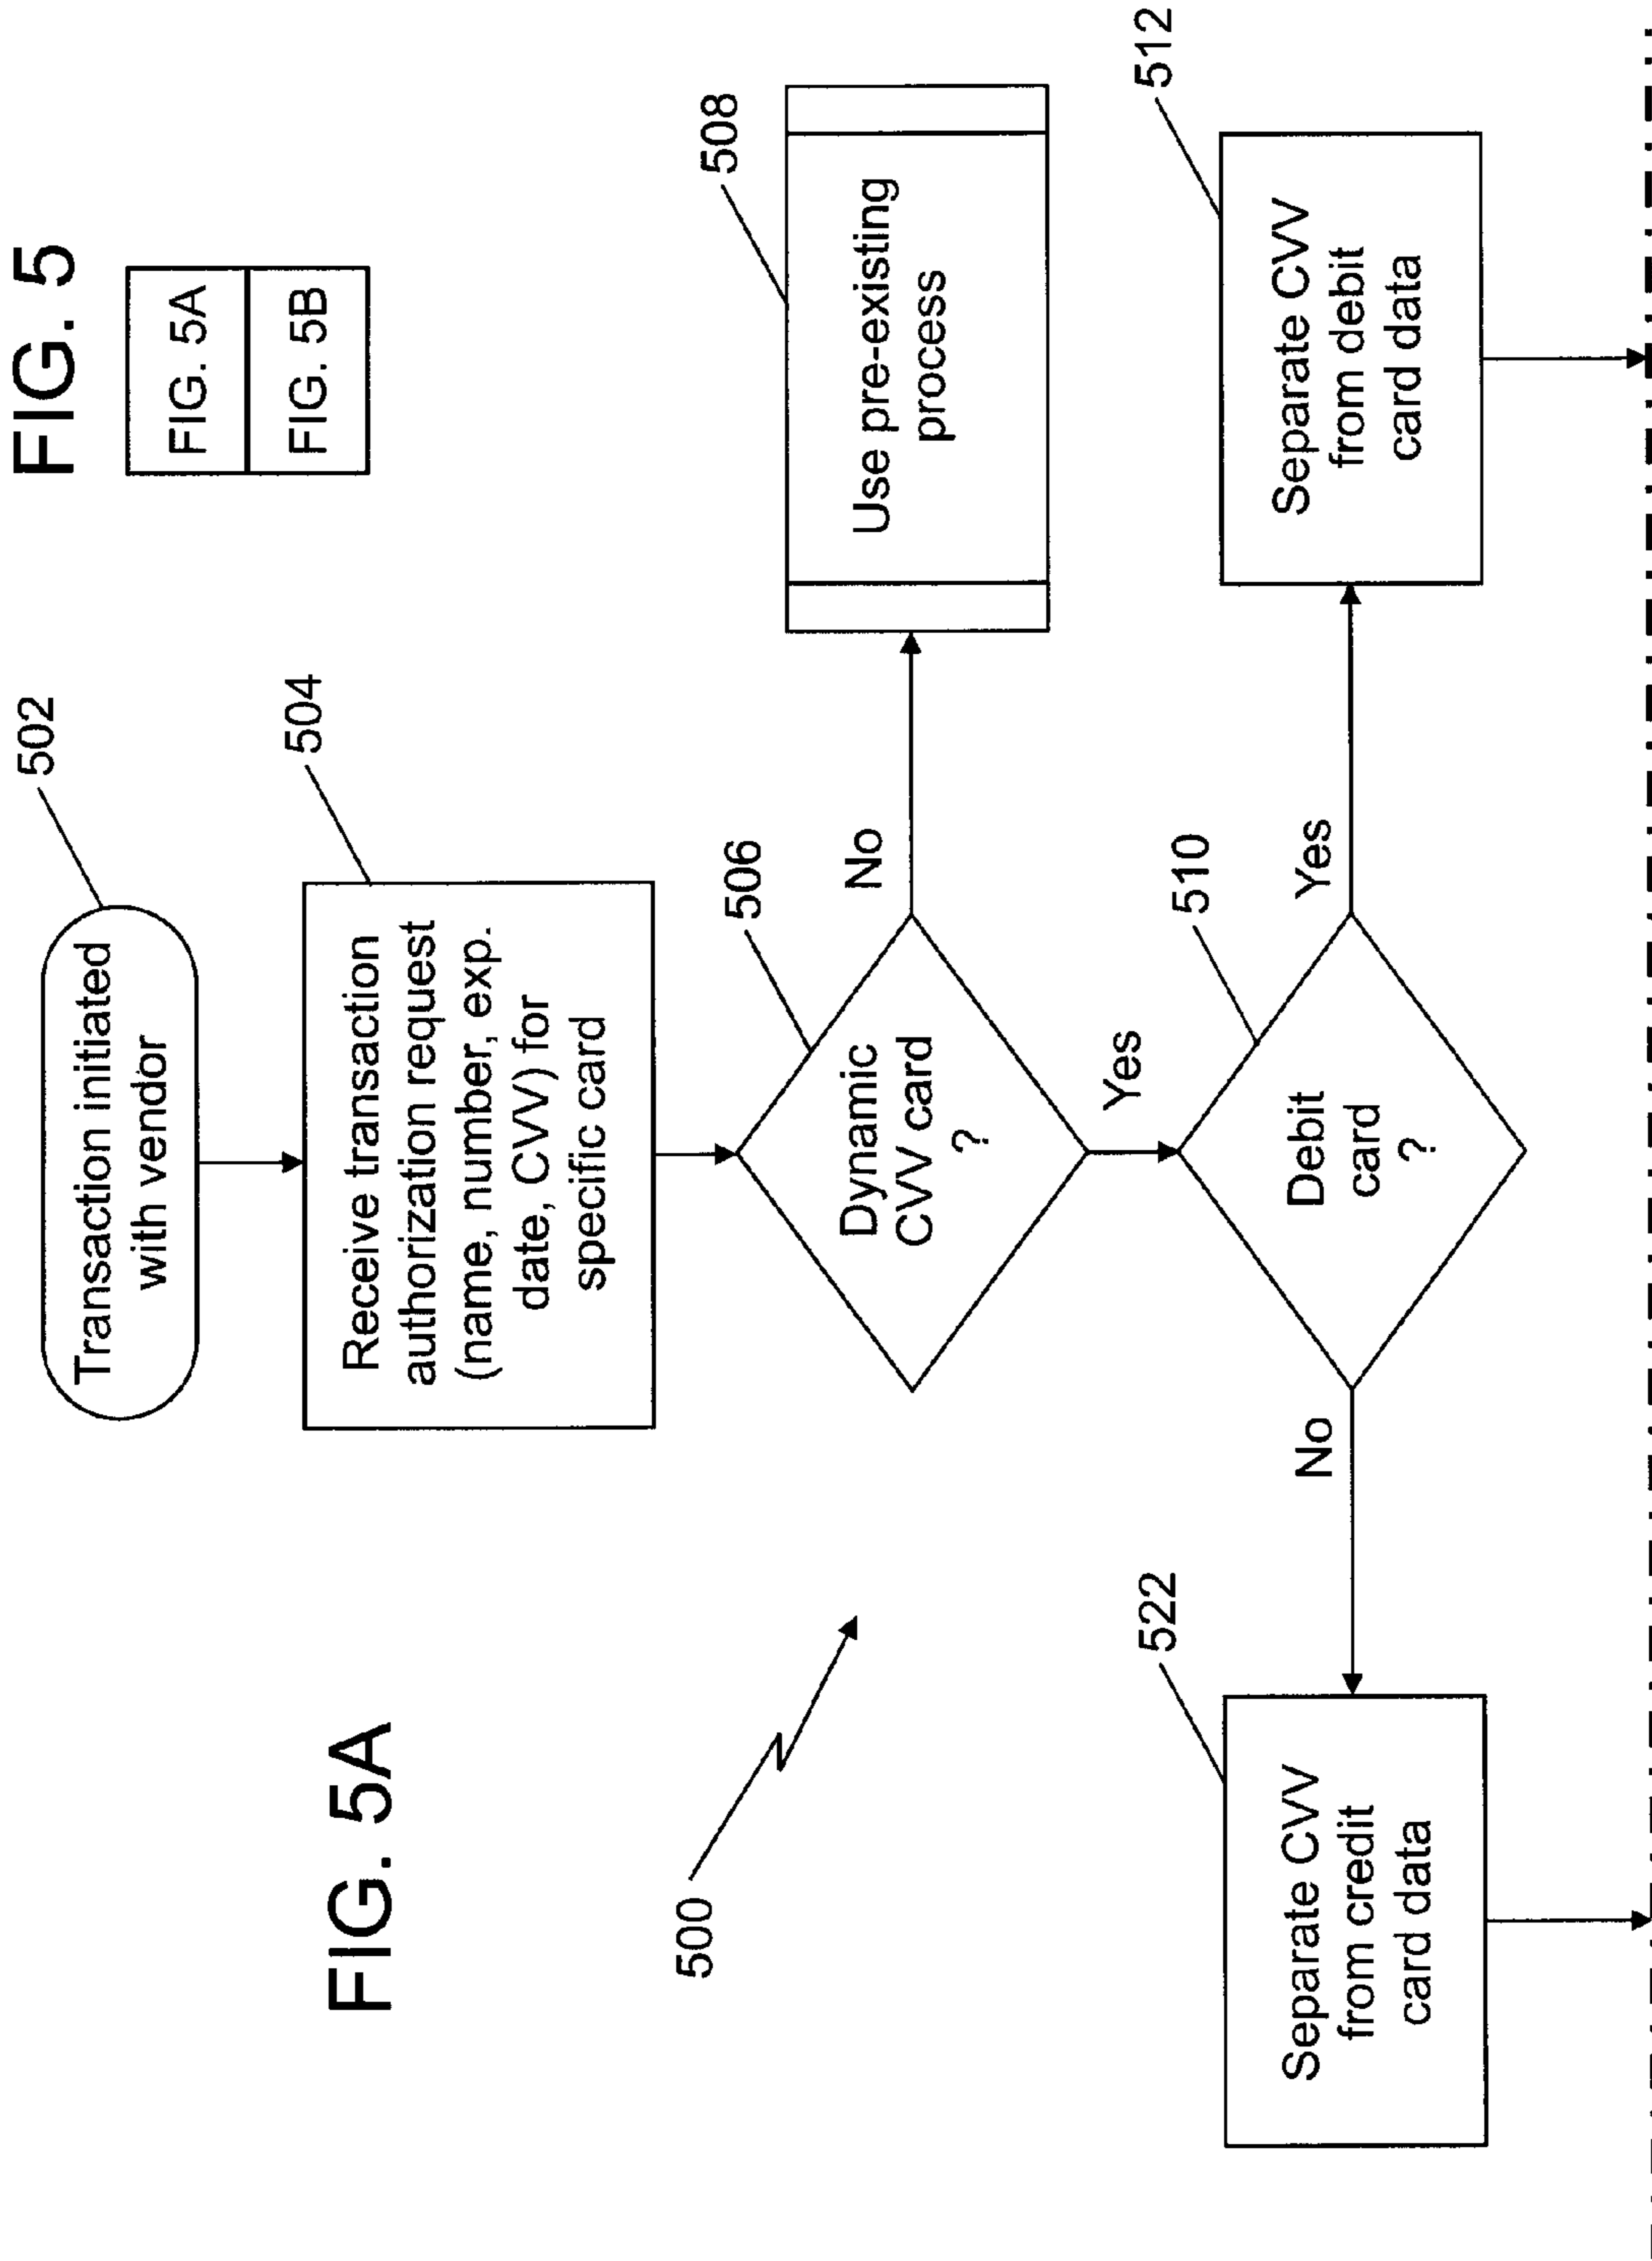 FIG. 5
FIG. 5A
FIG. 5B
FIG. 5A
500
502
Transaction initiated
with vendor
504
Receive transaction
authorization request
(name, number, exp.
date, CVV) for
specific card
506
Dynamic
CVV card
?
No
508
Use pre-existing
process
Yes
510
Debit
card
?
Yes
512
Separate CVV
from debit
card data
No
522
Separate CVV
from credit
card data